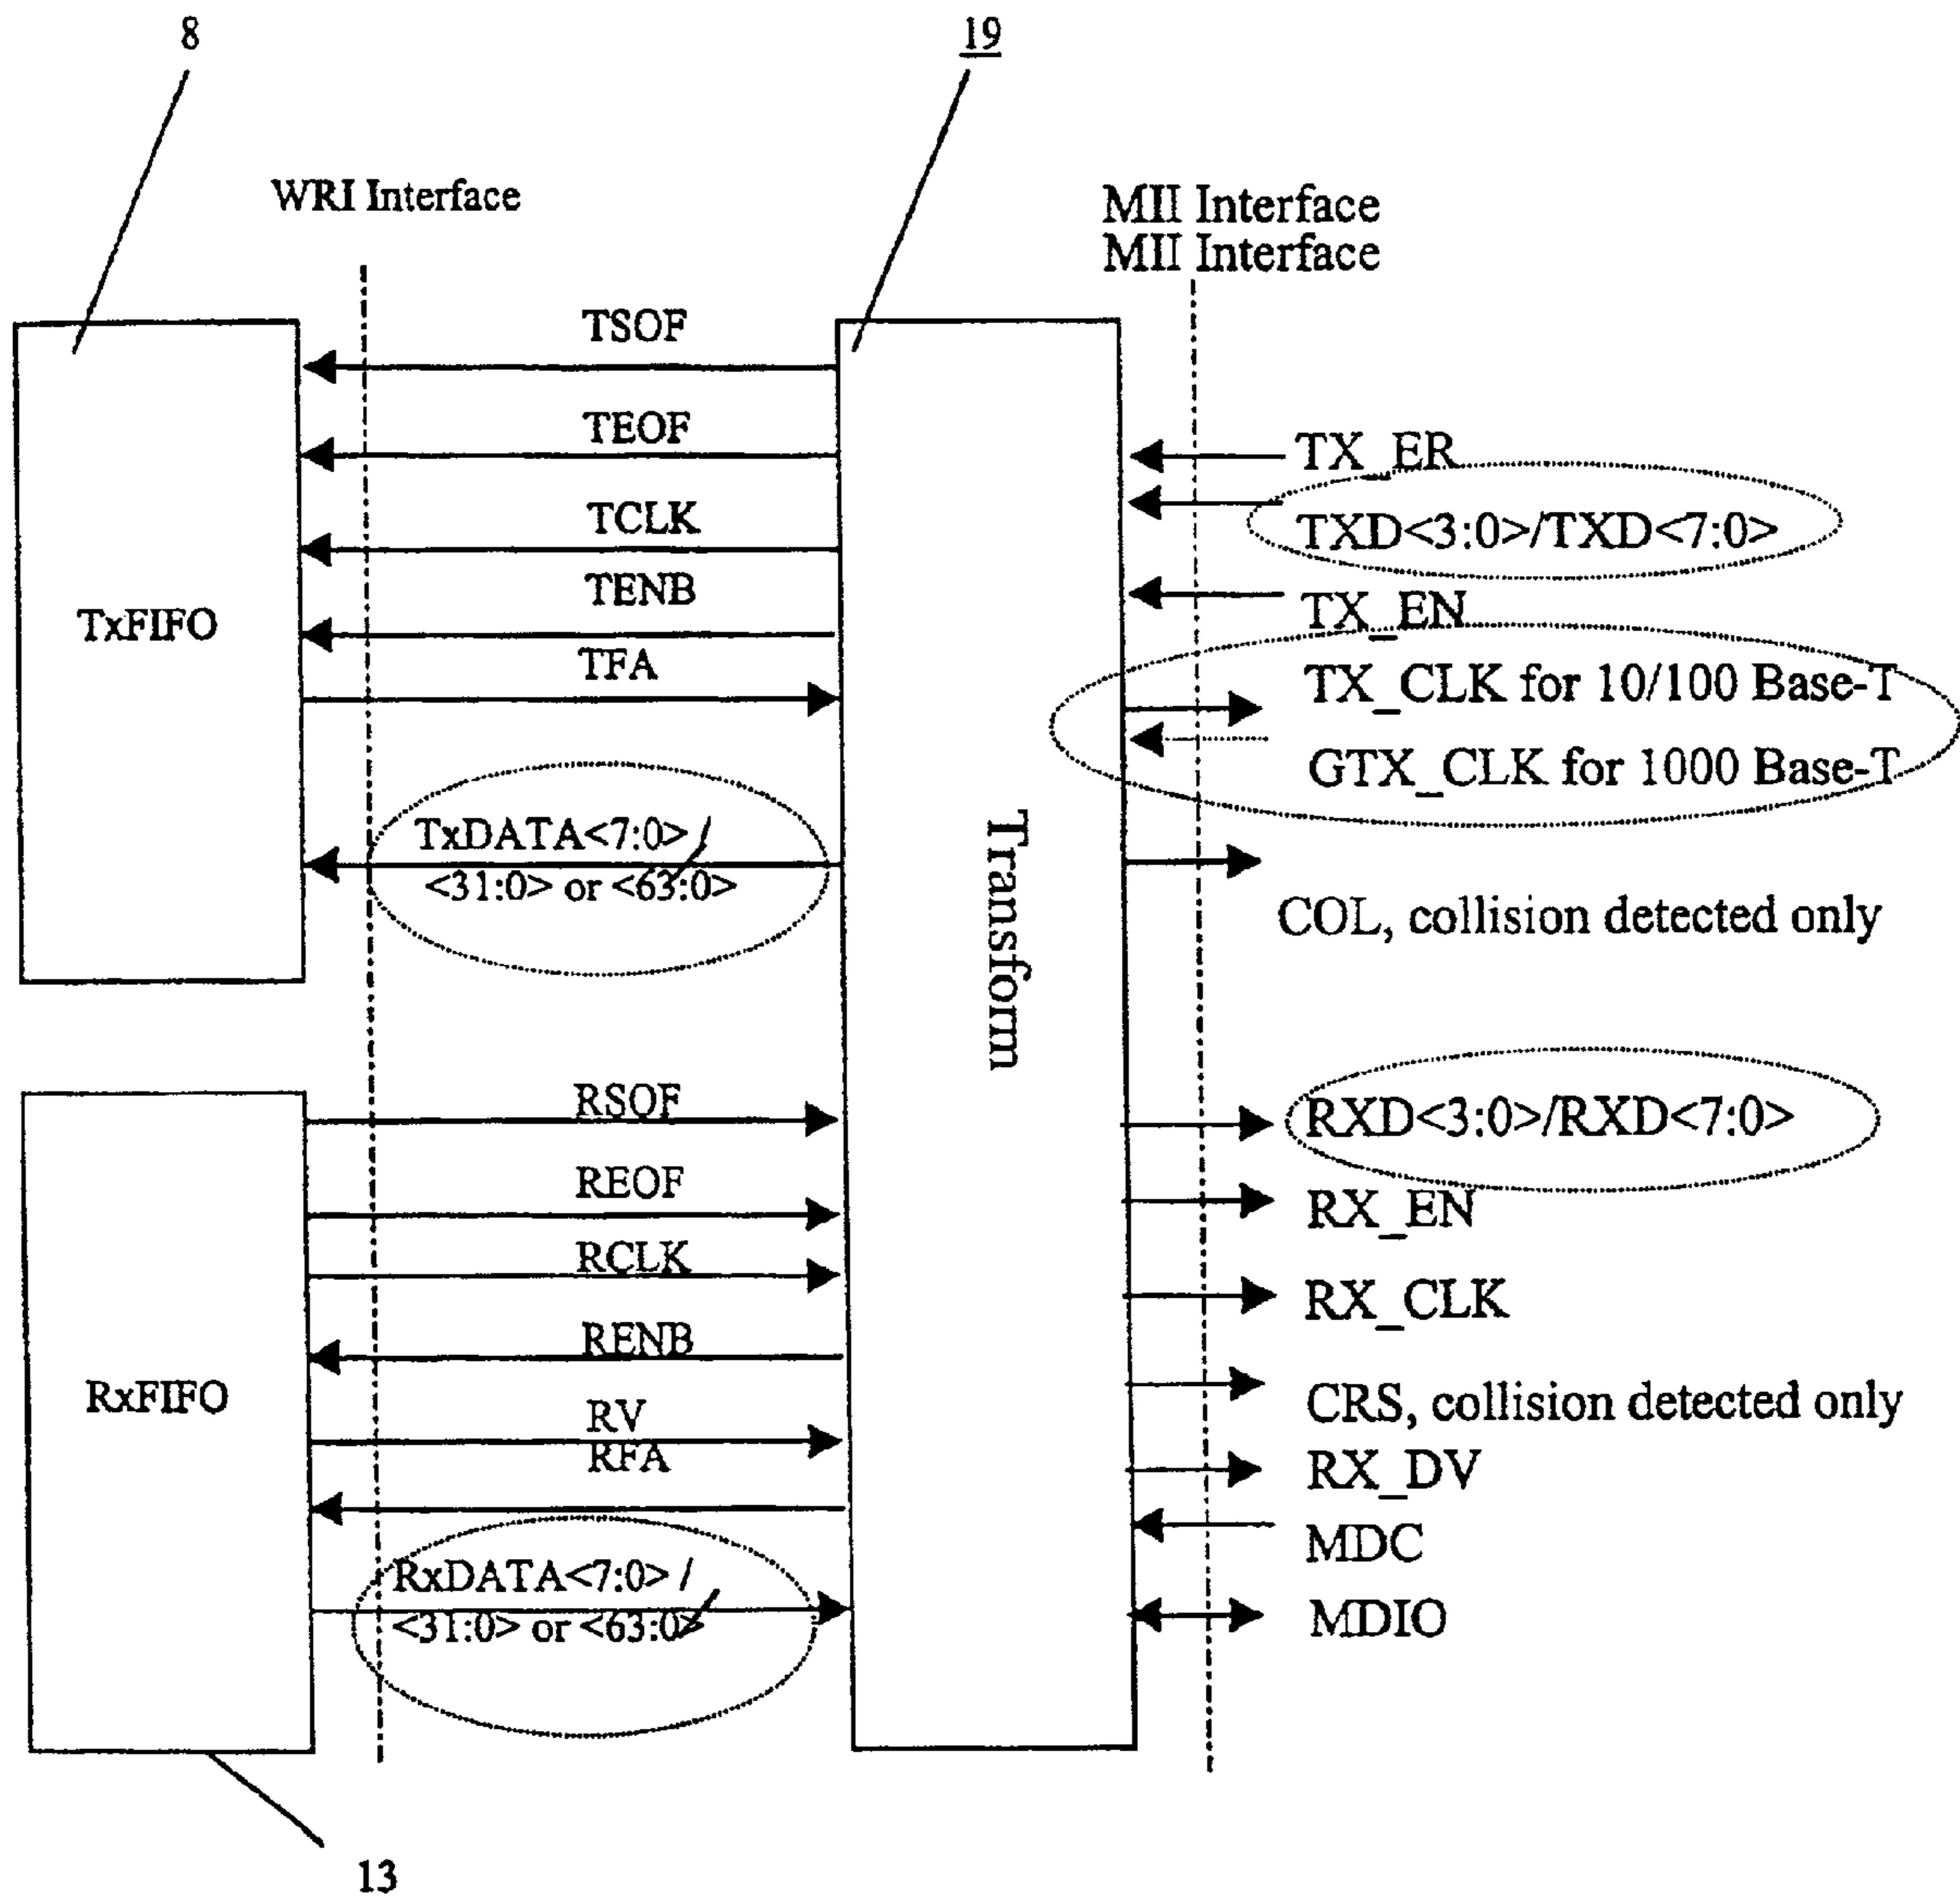 8
19
WRI Interface
MII Interface
MII Interface
TSOF
TEOF
TCLK
TENB
TFA
TxFIFO
TxDATA<7:0> /
<31:0> or <63:0>
Transform
TX_ER
TXD<3:0>/TXD<7:0>
TX_EN
TX_CLK for 10/100 Base-T
GTX_CLK for 1000 Base-T
COL, collision detected only
RSOF
REOF
RCLK
RENB
RV
RFA
RxFIFO
RxDATA<7:0> /
<31:0> or <63:0>
RXD<3:0>/RXD<7:0>
RX_EN
RX_CLK
CRS, collision detected only
RX_DV
MDC
MDIO
13